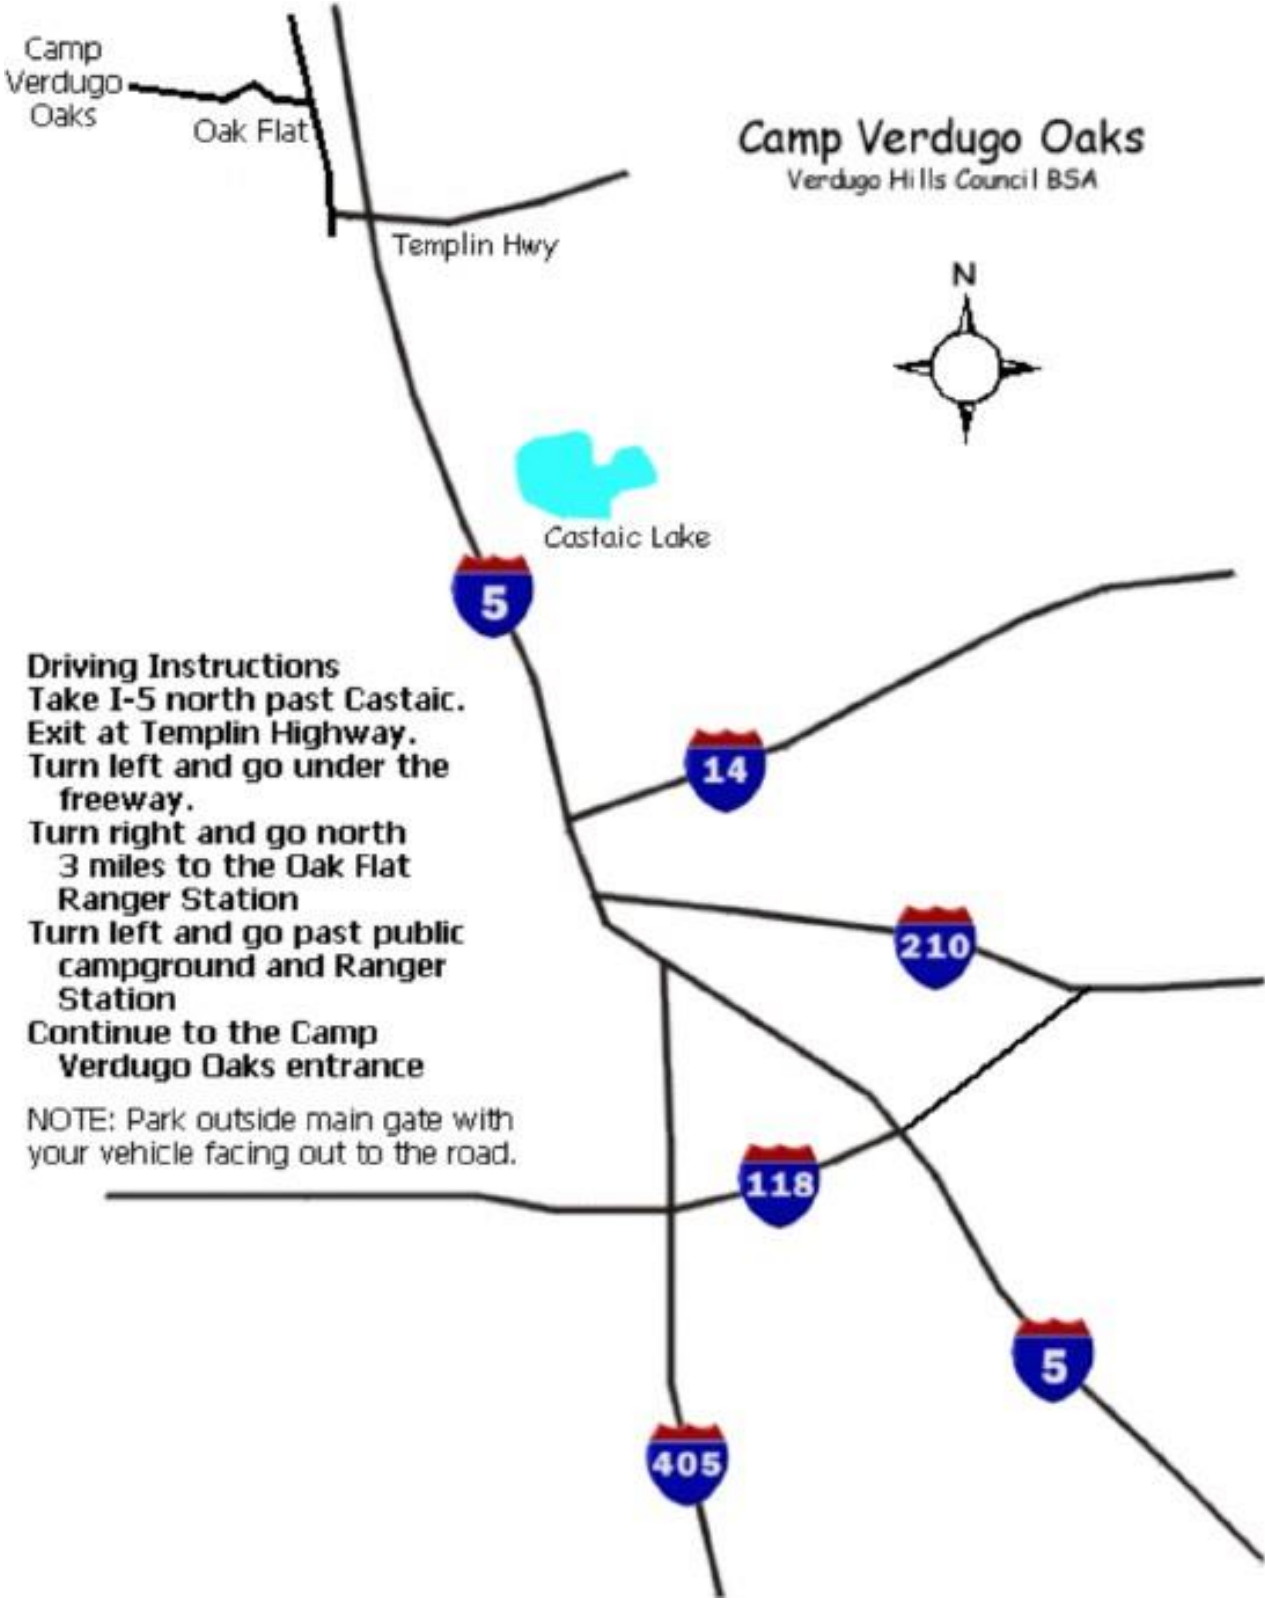 Camp
Verdugo
Oaks
Oak Flat
Camp Verdugo Oaks
Verdugo Hills Council BSA
Templin Hwy
N
Castaic Lake
5
Driving Instructions
Take I-5 north past Castaic.
Exit at Templin Highway.
Turn left and go under the
freeway.
Turn right and go north
3 miles to the Oak Flat
Ranger Station
Turn left and go past public
campground and Ranger
Station
Continue to the Camp
Verdugo Oaks entrance
NOTE: Park outside main gate with
your vehicle facing out to the road.
14
210
118
5
405